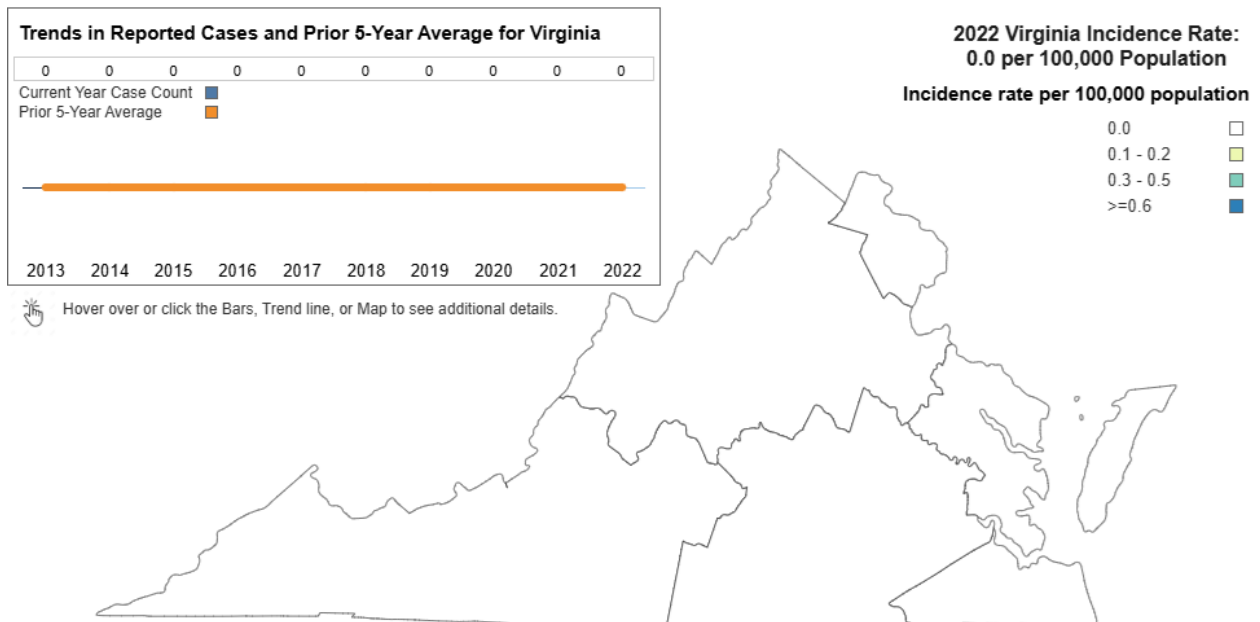 Trends in Reported Cases and Prior 5-Year Average for Virginia
0 0 0 0 0 0 0 0 0 0
Current Year Case Count
Prior 5-Year Average
2013 2014 2015 2016 2017 2018 2019 2020 2021 2022
Hover over or click the Bars, Trend line, or Map to see additional details.
2022 Virginia Incidence Rate:
0.0 per 100,000 Population
Incidence rate per 100,000 population
0.0
0.1 - 0.2
0.3 - 0.5
>=0.6